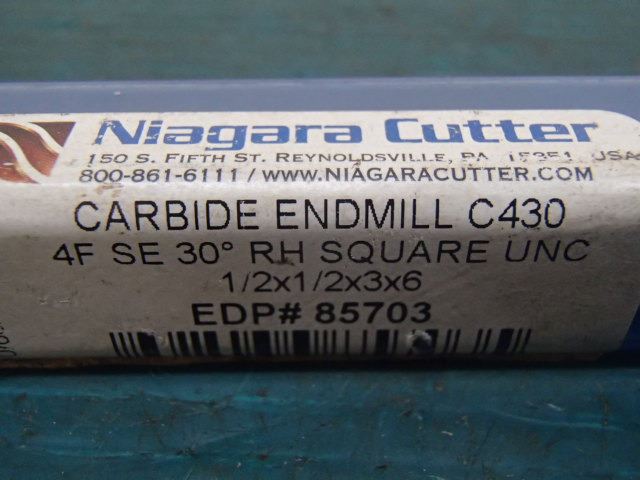 Niagara Cutter
150 S. FIFTH ST. REYNOLDSVILLE, PA 15851 USA
800-861-6111 / WWW.NIAGARACUTTER.COM
CARBIDE ENDMILL C430
4F SE 30° RH SQUARE UNC
1/2x1/2x3x6
EDP# 85703